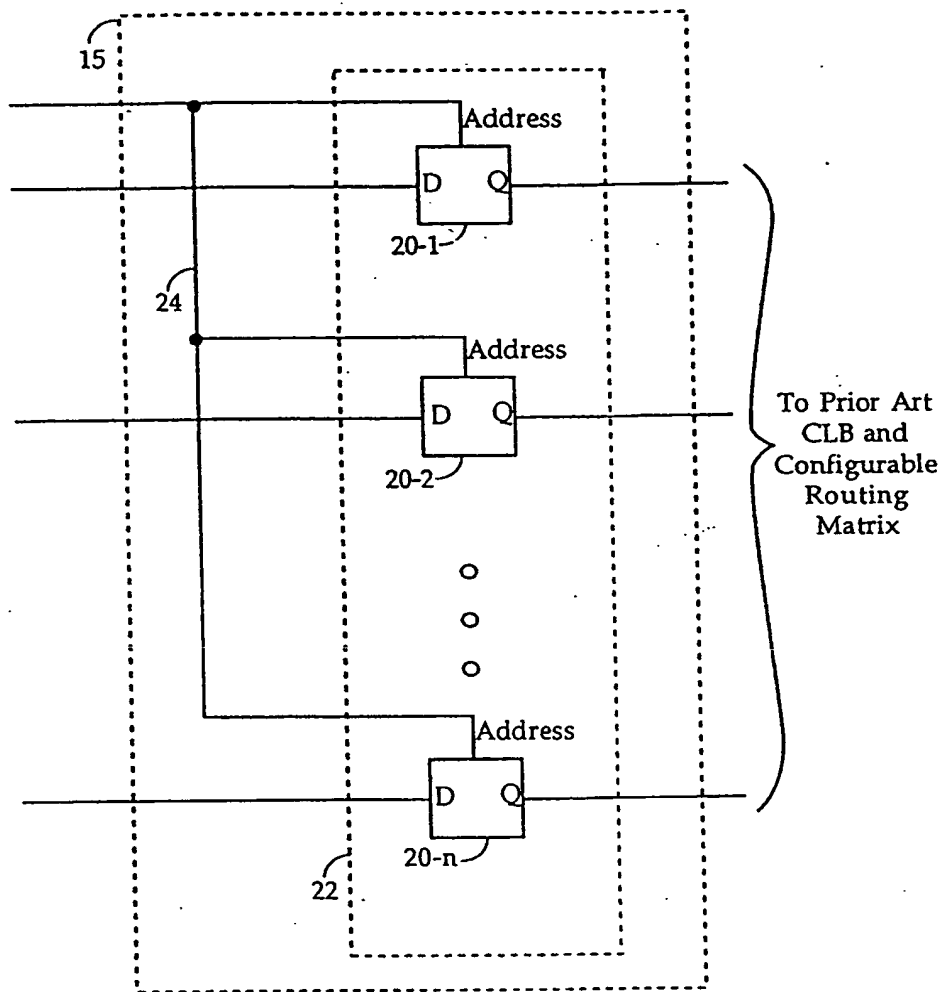 15
Address
D Q
20-1
24
Address
D Q
20-2
To Prior Art
CLB and
Configurable
Routing
Matrix
Address
D Q
20-n
22